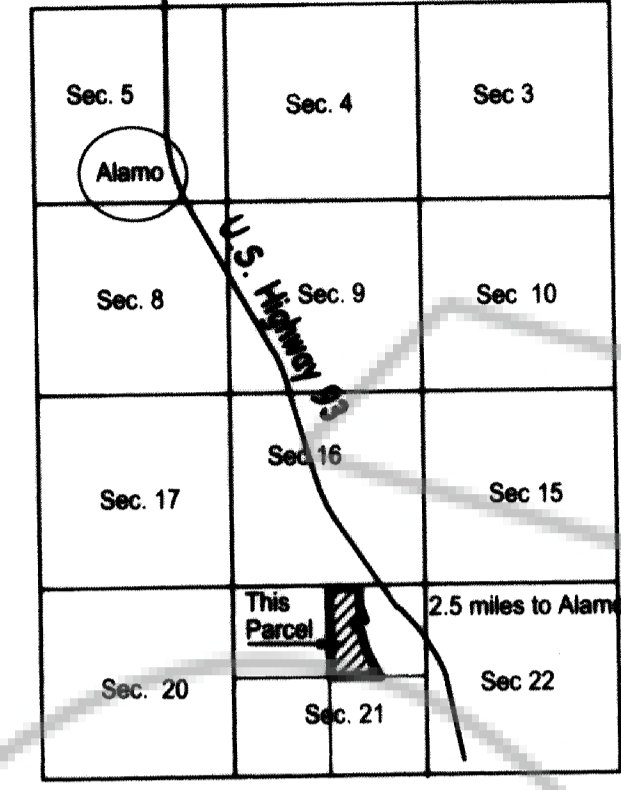 Sec. 5
Sec. 4
Sec 3
Alamo
U.S. Highway 93
Sec. 8
Sec. 9
Sec 10
Sec. 17
Sec 16
Sec 15
This
Parcel
2.5 miles to Alamo
Sec. 20
Sec. 21
Sec 22